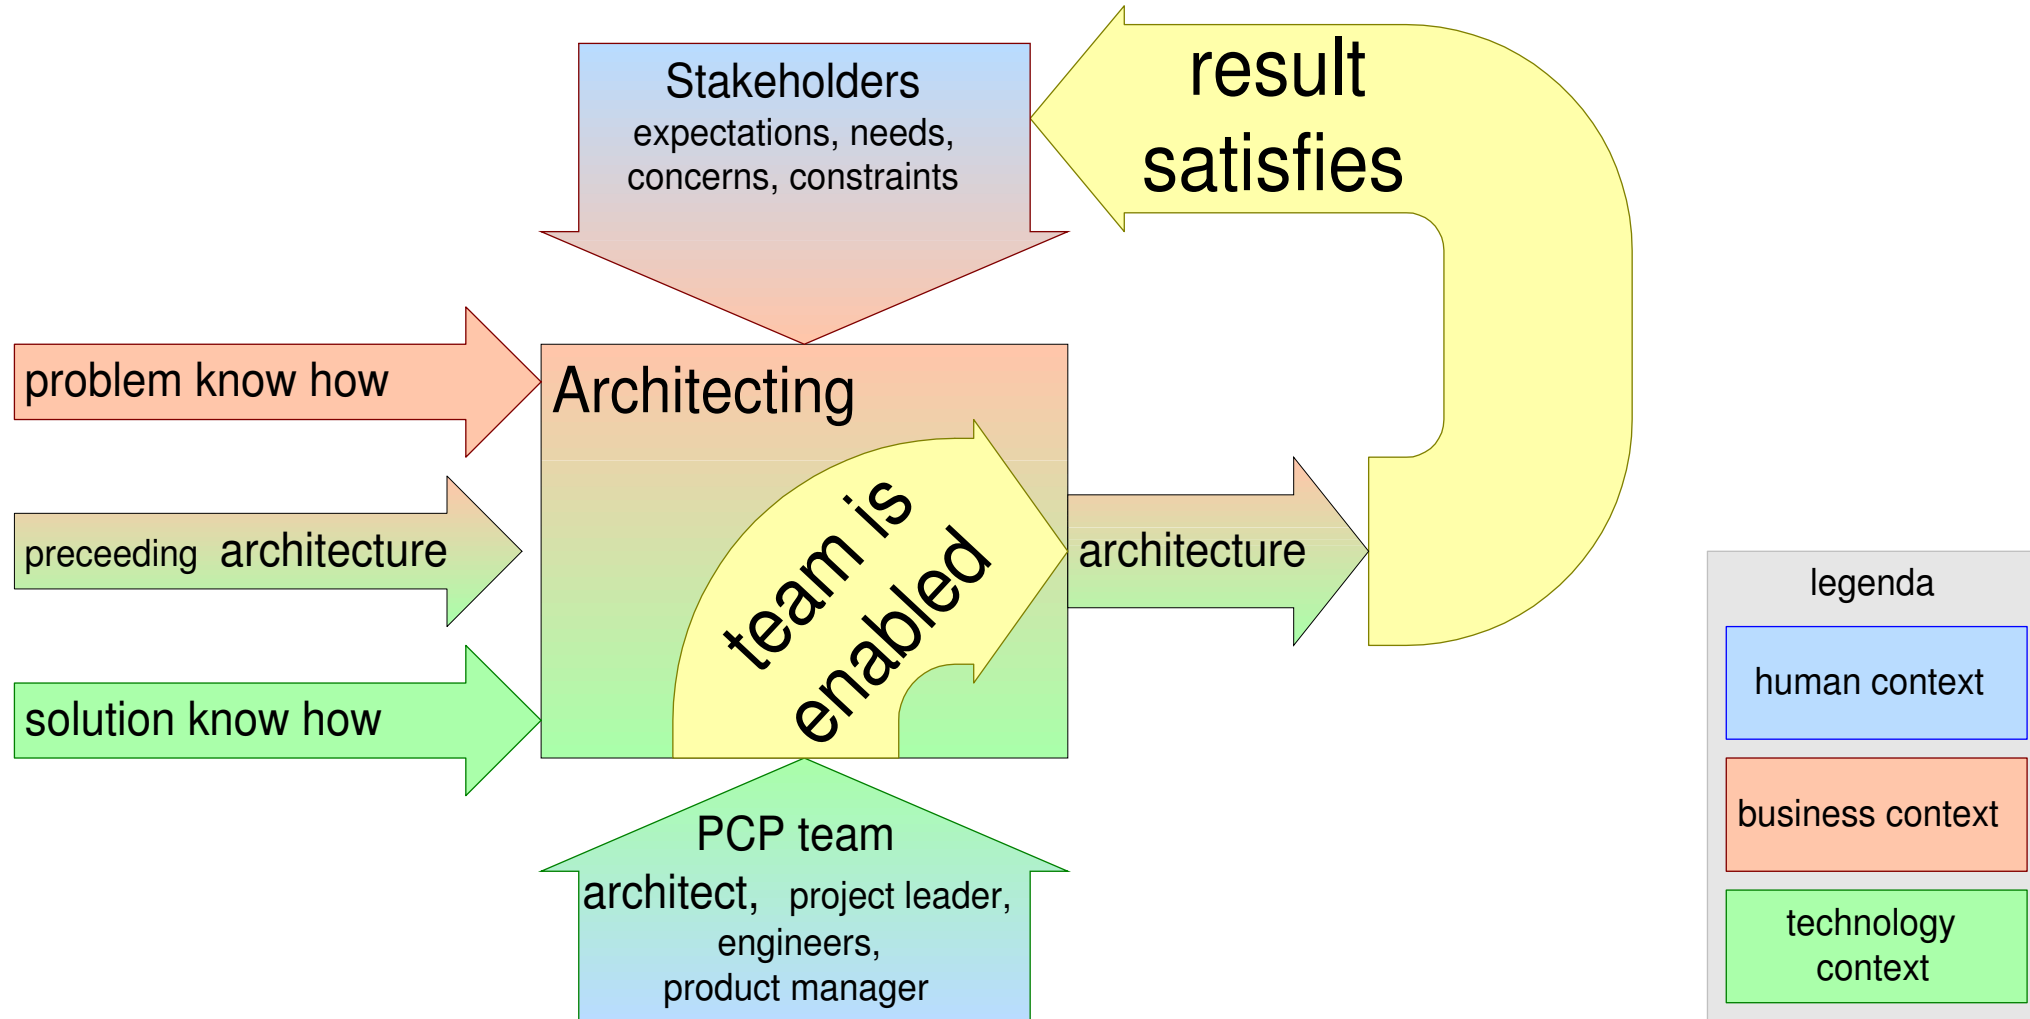 Stakeholders
expectations, needs,
concerns, constraints
result
satisfies
problem know how
Architecting
preceeding architecture
team is
enabled
architecture
solution know how
PCP team
architect, project leader,
engineers,
product manager
legenda
human context
business context
technology
context